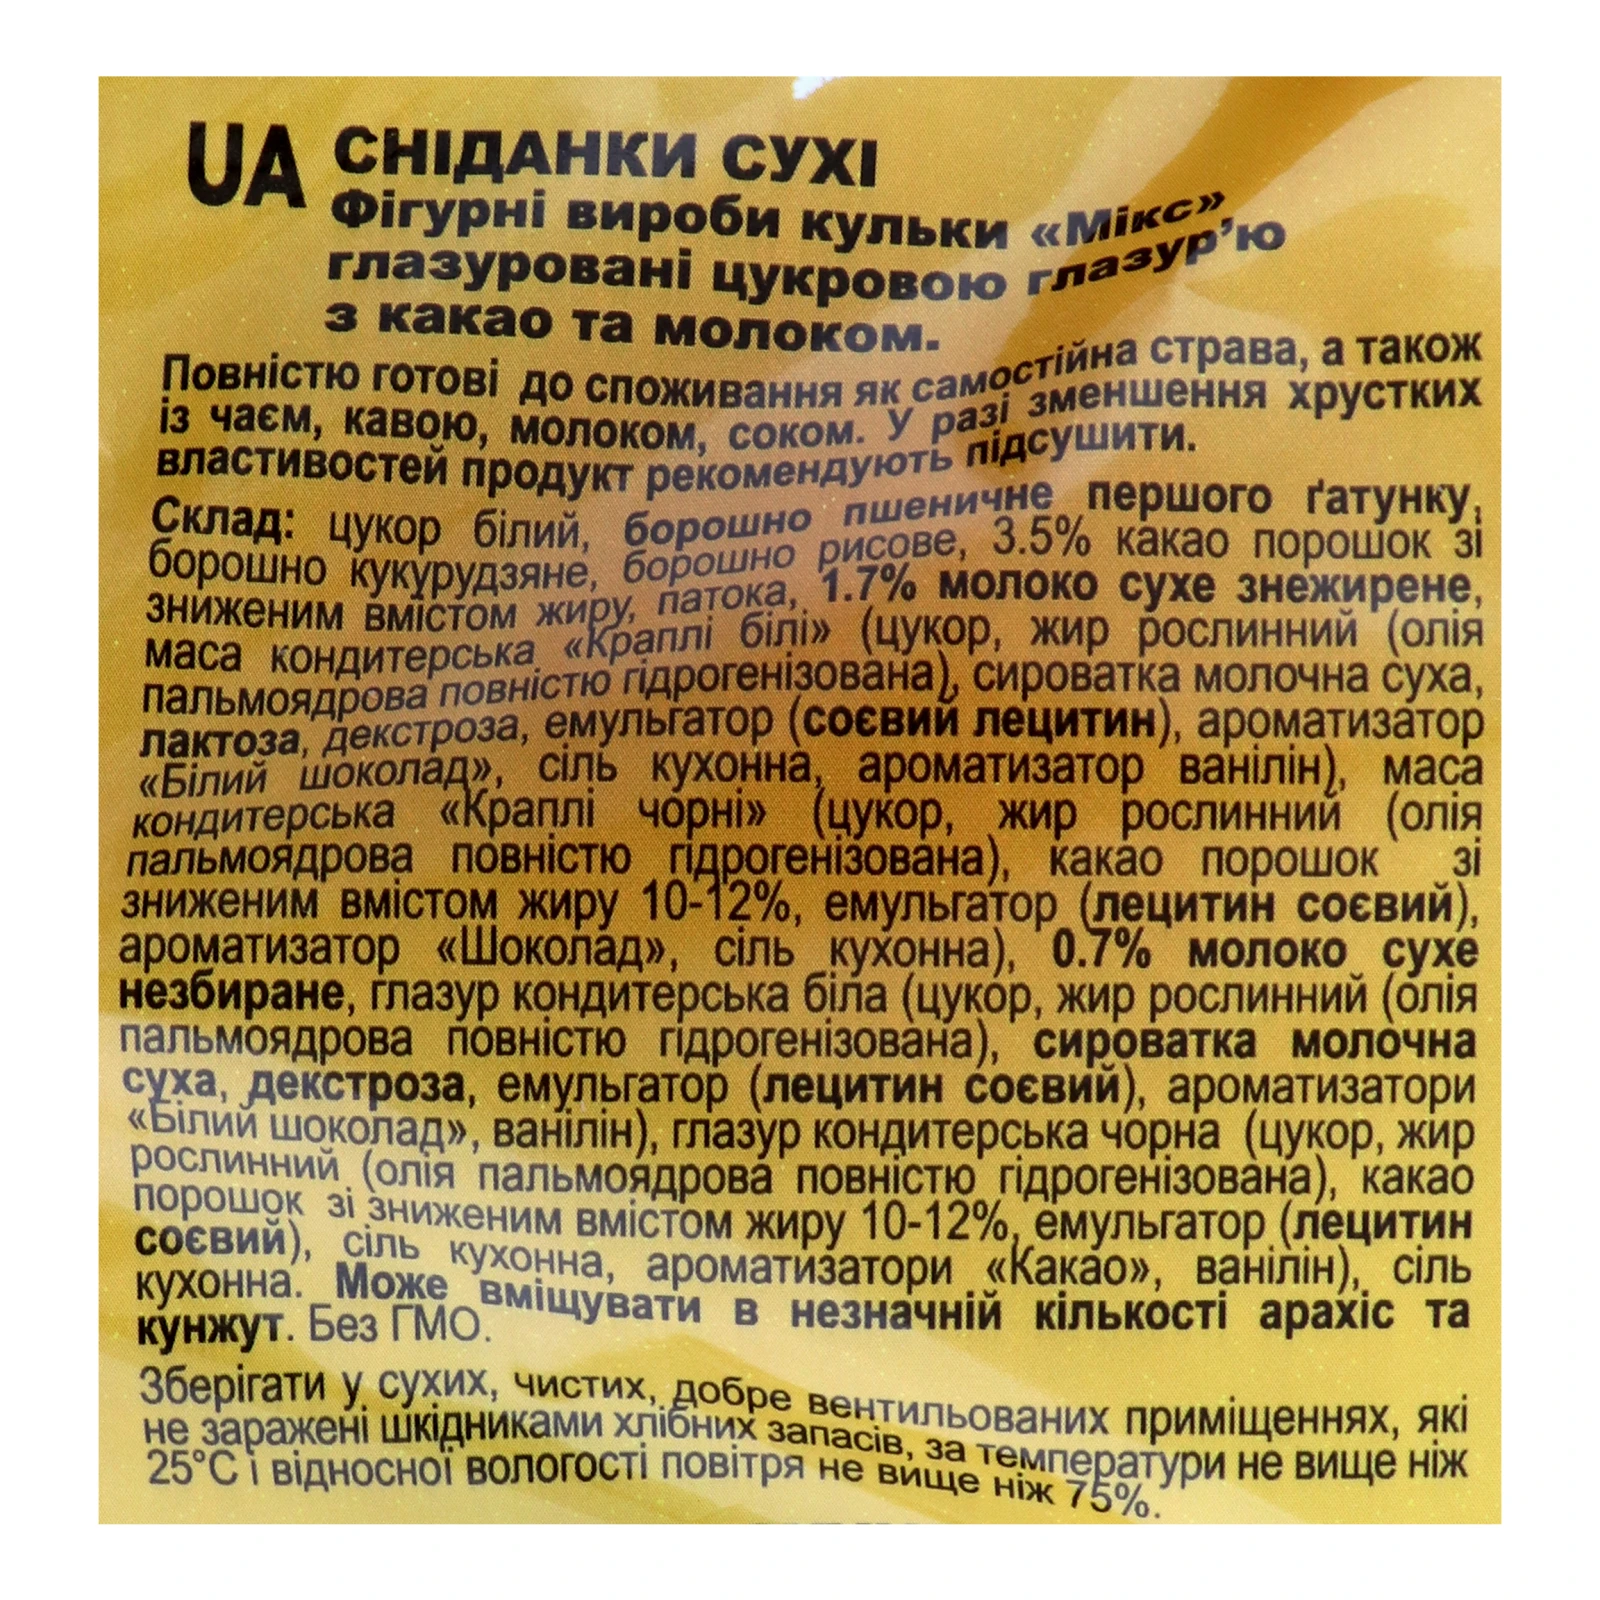 UA СНІДАНКИ СУХІ
Фігурні вироби кульки «Мікс»
глазуровані цукровою глазур’ю
з какао та молоком.
Повністю готові до споживання як самостійна страва, а також
із чаєм, кавою, молоком, соком. У разі зменшення хрустких
властивостей продукт рекомендують підсушити.
Склад: цукор білий, борошно пшеничне першого ґатунку,
борошно кукурудзяне, борошно рисове, 3.5% какао порошок зі
зниженим вмістом жиру, патока, 1.7% молоко сухе знежирене,
маса кондитерська «Краплі білі» (цукор, жир рослинний (олія
пальмоядрова повністю гідрогенізована), сироватка молочна суха,
лактоза, декстроза, емульгатор (соєвий лецитин), ароматизатор
«Білий шоколад», сіль кухонна, ароматизатор ванілін), маса
кондитерська «Краплі чорні» (цукор, жир рослинний (олія
пальмоядрова повністю гідрогенізована), какао порошок зі
зниженим вмістом жиру 10-12%, емульгатор (лецитин соєвий),
ароматизатор «Шоколад», сіль кухонна), 0.7% молоко сухе
незбиране, глазур кондитерська біла (цукор, жир рослинний (олія
пальмоядрова повністю гідрогенізована), сироватка молочна
суха, декстроза, емульгатор (лецитин соєвий), ароматизатори
«Білий шоколад», ванілін), глазур кондитерська чорна (цукор, жир
рослинний (олія пальмоядрова повністю гідрогенізована), какао
порошок зі зниженим вмістом жиру 10-12%, емульгатор (лецитин
соєвий), сіль кухонна, ароматизатори «Какао», ванілін), сіль
кухонна. Може вміщувати в незначній кількості арахіс та
кунжут. Без ГМО.
Зберігати у сухих, чистих, добре вентильованих приміщеннях, які
не заражені шкідниками хлібних запасів, за температури не вище ніж
25°С і відносної вологості повітря не вище ніж 75%.